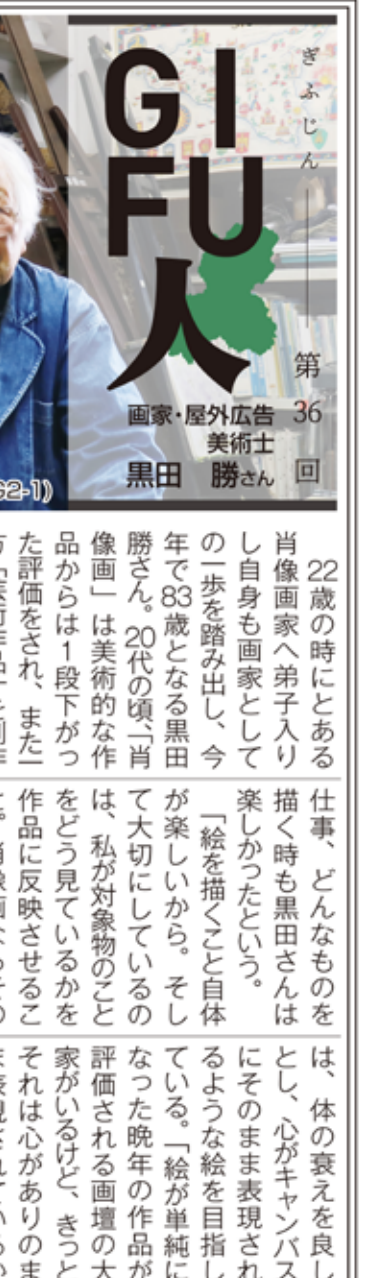 GI
FU
人
ぎふじん
第36回
画家・屋外広告
美術士
黒田 勝さん
G2-1)
22歳の時にとある
肖像画家へ弟子入り
し自身も画家として
の一歩を踏み出し、今
年で83歳となる黒田
勝さん。20代の頃、「肖
像画」は美術的な作
品からは1段下がっ
た評価をされ、また一
仕事、どんなものを
描く時も黒田さんは
楽しかったという。
「絵を描くこと自体
が楽しいから。そし
て大切にしているの
は、私が対象物のこと
をどう見ているかを
作品に反映させるこ
は、体の衰えを良し
とし、心がキャンバス
にそのまま表現され
るような絵を目指し
ている。「絵が単純に
なった晩年の作品が
評価される画壇の大
家がいるけど、きっと
それは心がありのま